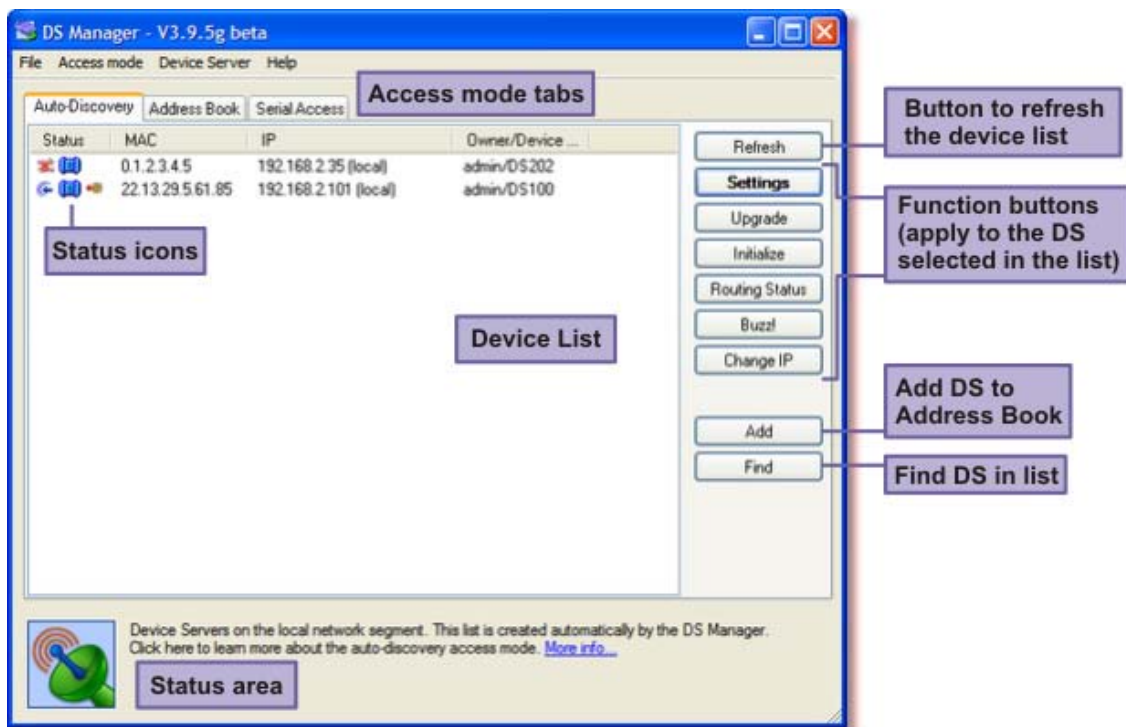 DS Manager - V3.9.5g beta
File Access mode Device Server Help
Access mode tabs
Auto-Discovery Address Book Serial Access
Status MAC IP Owner/Device ...
0.1.2.3.4.5 192.168.2.35 (local) admin/DS202
22.13.29.5.61.85 192.168.2.101 (local) admin/DS100
Status icons
Device List
Refresh
Settings
Upgrade
Initialize
Routing Status
Buzz!
Change IP
Add
Find
Button to refresh
the device list
Function buttons
(apply to the DS
selected in the list)
Add DS to
Address Book
Find DS in list
Device Servers on the local network segment. This list is created automatically by the DS Manager.
Click here to learn more about the auto-discovery access mode. More info...
Status area